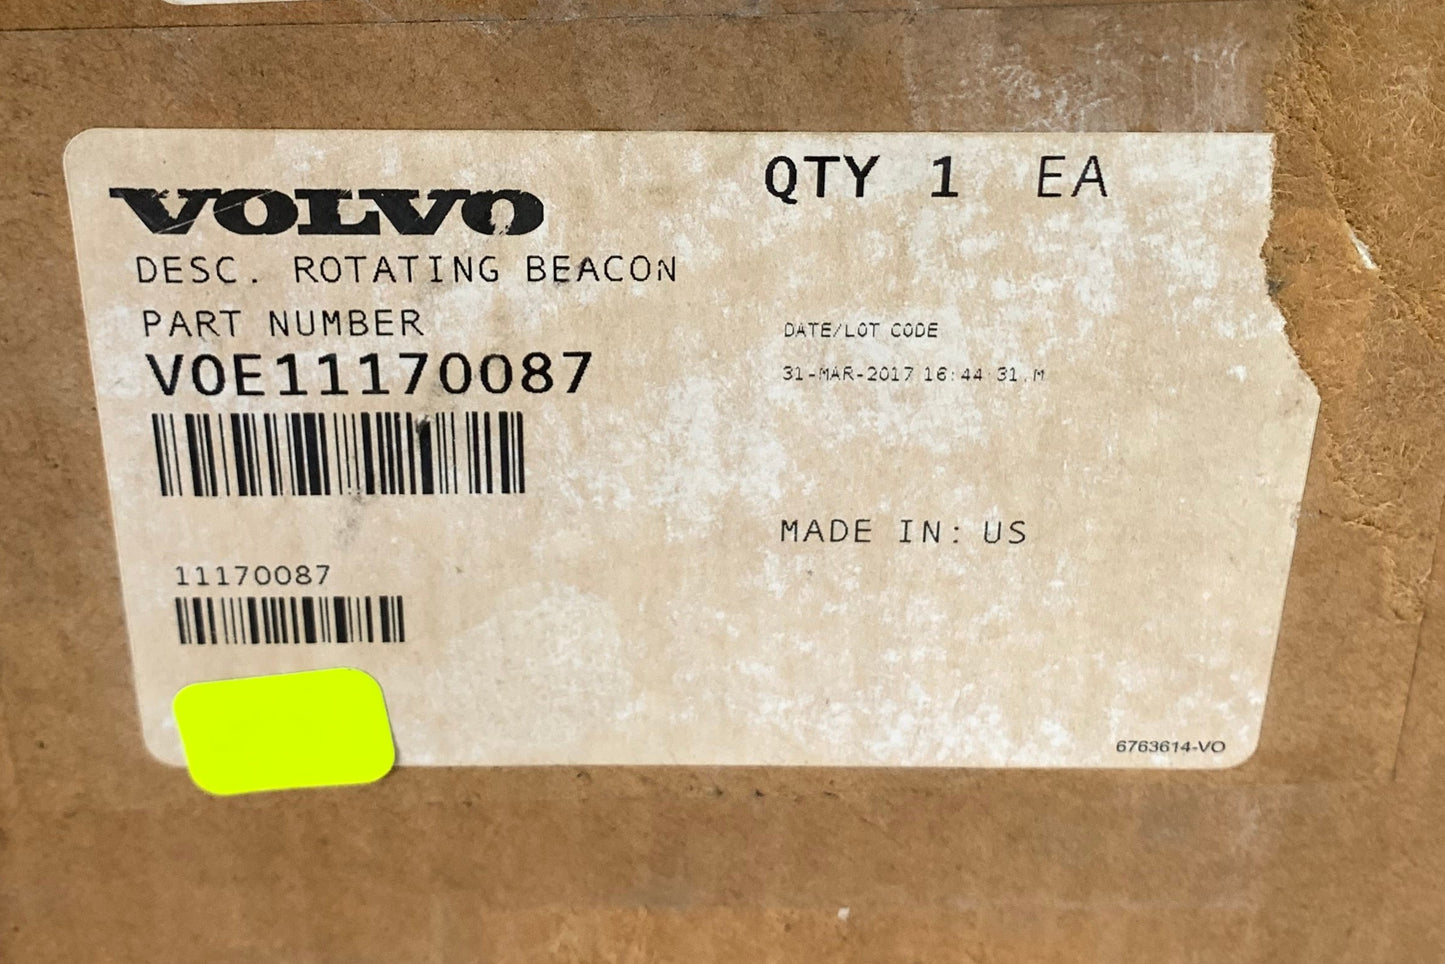 VOLVO
DESC. ROTATING BEACON
PART NUMBER
VOE11170087
11170087
QTY 1 EA
DATE/LOT CODE
31-MAR-2017 16:44:31.M
MADE IN: US
6763614-VO